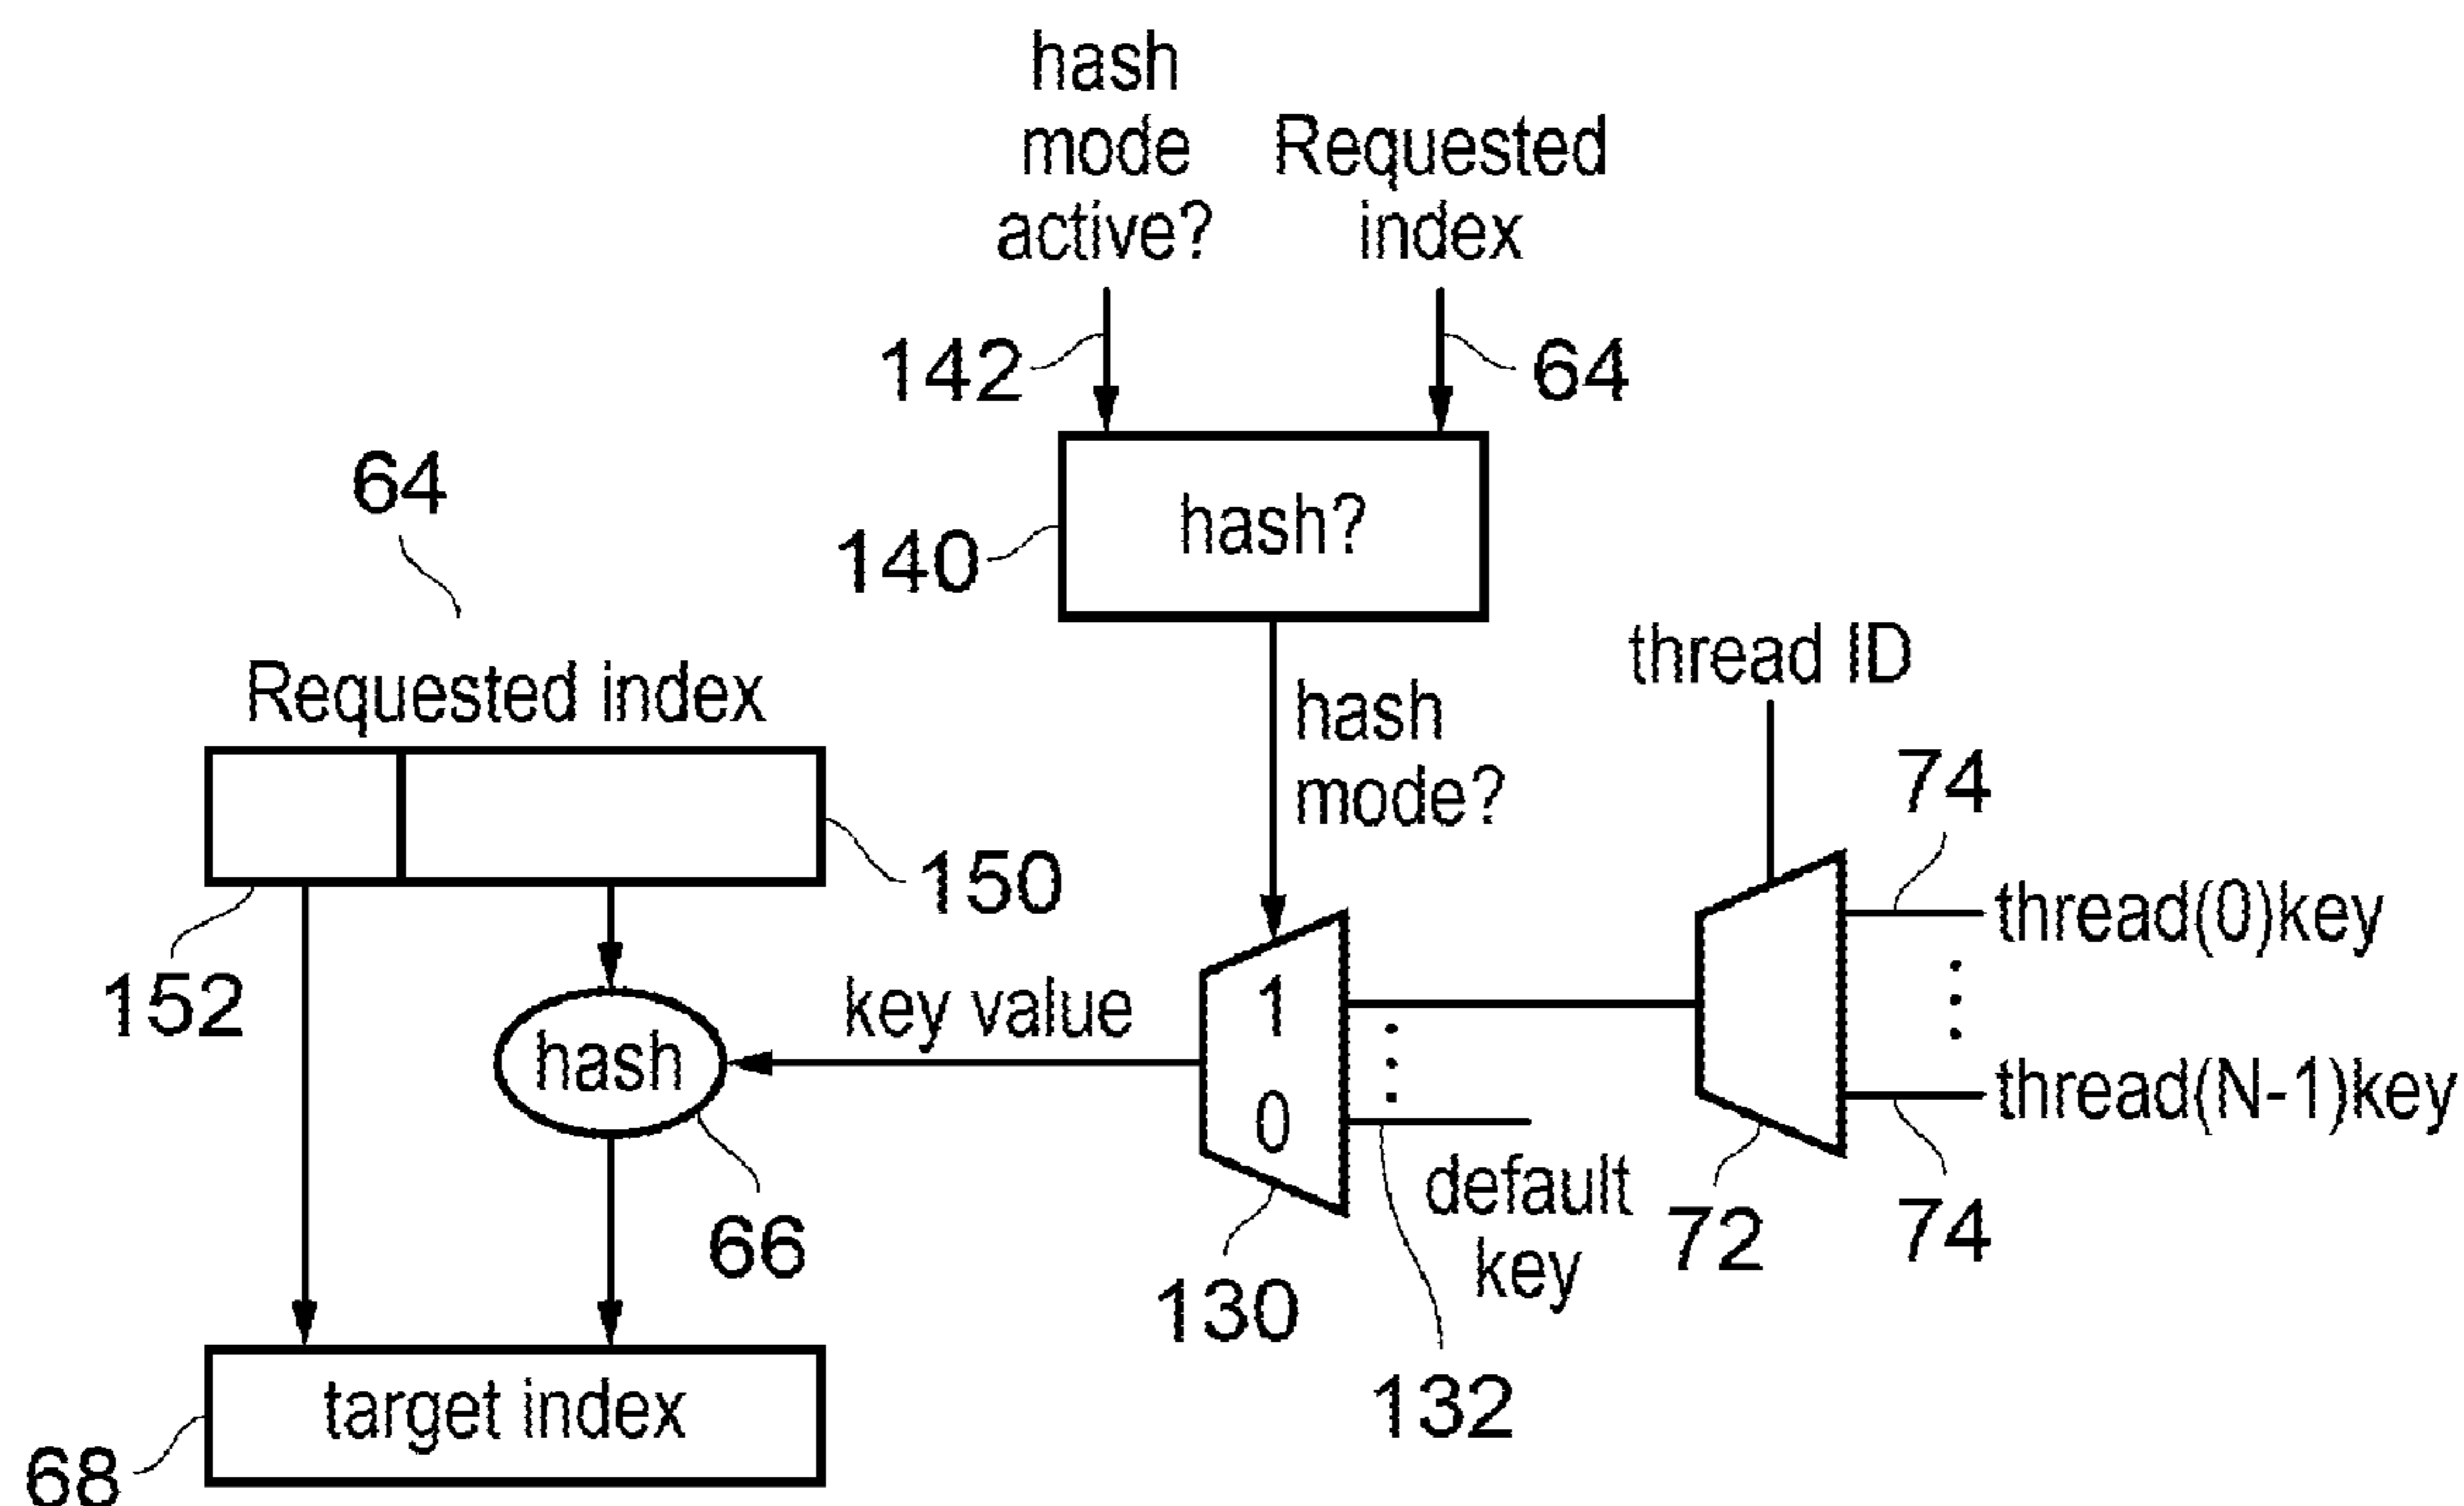 hash
mode
active?
Requested
index
142
64
64
hash?
140
thread ID
Requested index
hash
mode?
74
150
thread(0)key
152
key value
1
hash
0
thread(N-1)key
default
key
66
72
74
130
132
target index
68